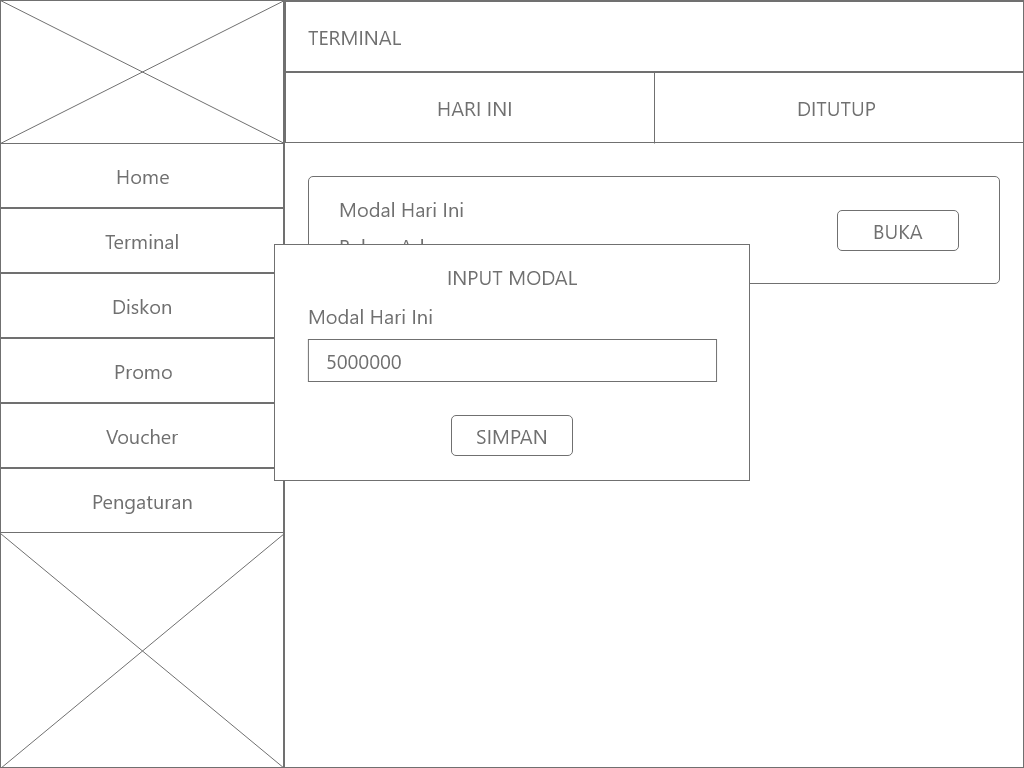 TERMINAL
HARI INI
DITUTUP
Home
Terminal
Diskon
Promo
Voucher
Pengaturan
Modal Hari Ini
BUKA
INPUT MODAL
Modal Hari Ini
5000000
SIMPAN